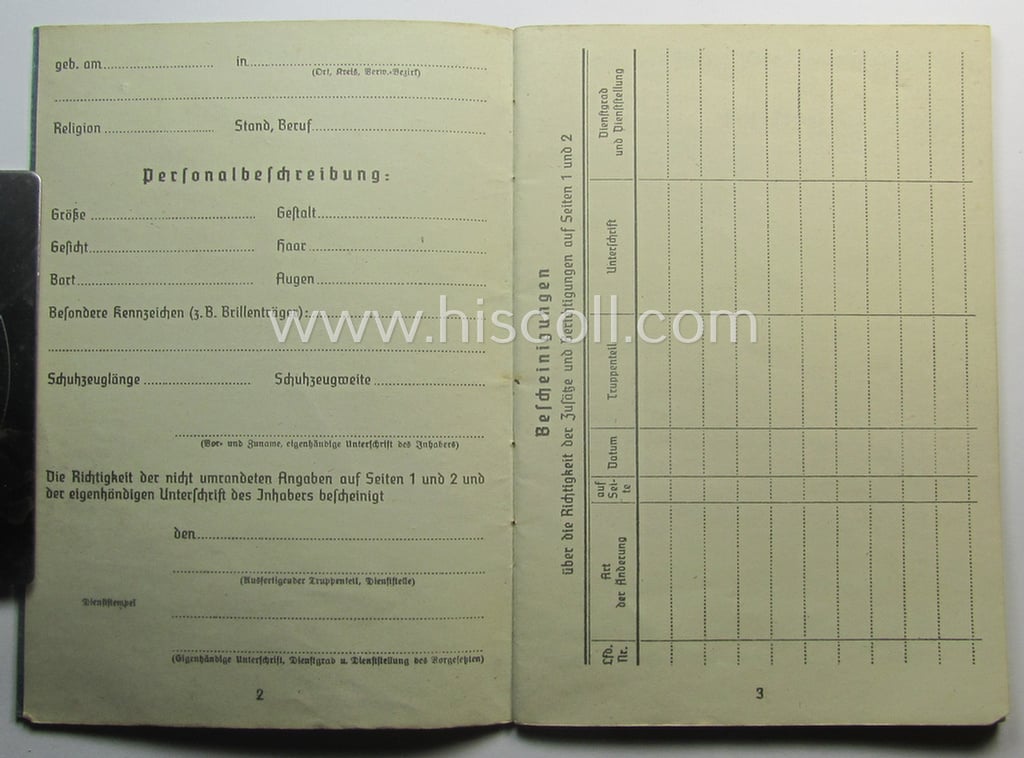 geb. am in
(Ort, Kreis, Verw.-Bezirk)
Religion Stand, Beruf
Personalbeschreibung:
Größe Gestalt
Gesicht Haar
Bart Augen
Besondere Kennzeichen (z.B. Brillenträger):
Schuhzeuglänge Schuhzeugweite
(Vor- und Zuname, eigenhändige Unterschrift des Inhabers)
Die Richtigkeit der nicht umrandeten Angaben auf Seiten 1 und 2 und
der eigenhändigen Unterschrift des Inhabers bescheinigt
den
(Ausfertigender Truppenteil, Dienststelle)
Dienststempel
(Eigenhändige Unterschrift, Dienstgrad u. Dienststellung des Vorgesetzten)
2
Bescheinigungen
über die Richtigkeit der Zusätze und Berichtigungen auf Seiten 1 und 2
Lfd.
Nr.
Art
der Änderung
auf
Sei-
te
Datum
Truppenteil
Unterschrift
Dienstgrad
und Dienststellung
3
www.hiscoll.com